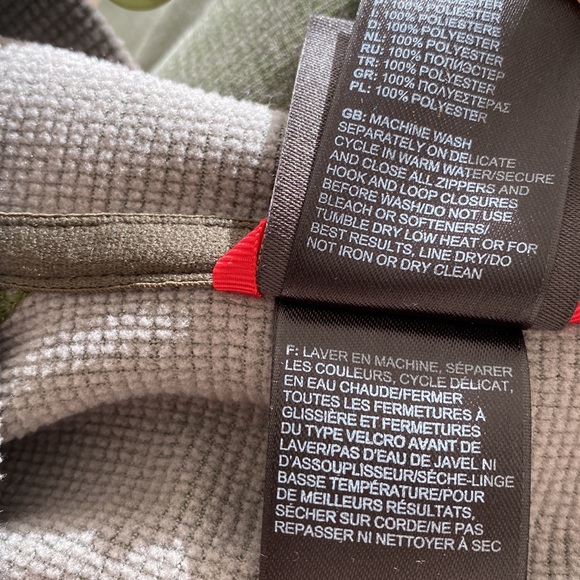 100% POLIESTERE
D: 100% POLYESTER
NL: 100% POLYESTER
RU: 100% ПОЛИЭСТЕР
TR: 100% POLYESTER
GR: 100% ΠΟΛΥΕΣΤΕΡΑΣ
PL: 100% POLYESTER
GB: MACHINE WASH
SEPARATELY ON DELICATE
CYCLE IN WARM WATER/SECURE
AND CLOSE ALL ZIPPERS AND
HOOK AND LOOP CLOSURES
BEFORE WASH/DO NOT USE
BLEACH OR SOFTENERS/
TUMBLE DRY LOW HEAT OR FOR
BEST RESULTS, LINE DRY/DO
NOT IRON OR DRY CLEAN
F: LAVER EN MACHINE, SÉPARER
LES COULEURS, CYCLE DÉLICAT,
EN EAU CHAUDE/FERMER
TOUTES LES FERMETURES À
GLISSIÈRE ET FERMETURES
DU TYPE VELCRO AVANT DE
LAVER/PAS D'EAU DE JAVEL NI
D'ASSOUPLISSEUR/SÈCHE-LINGE
BASSE TEMPÉRATURE/POUR
DE MEILLEURS RÉSULTATS,
SÉCHER SUR CORDE/NE PAS
REPASSER NI NETTOYER À SEC